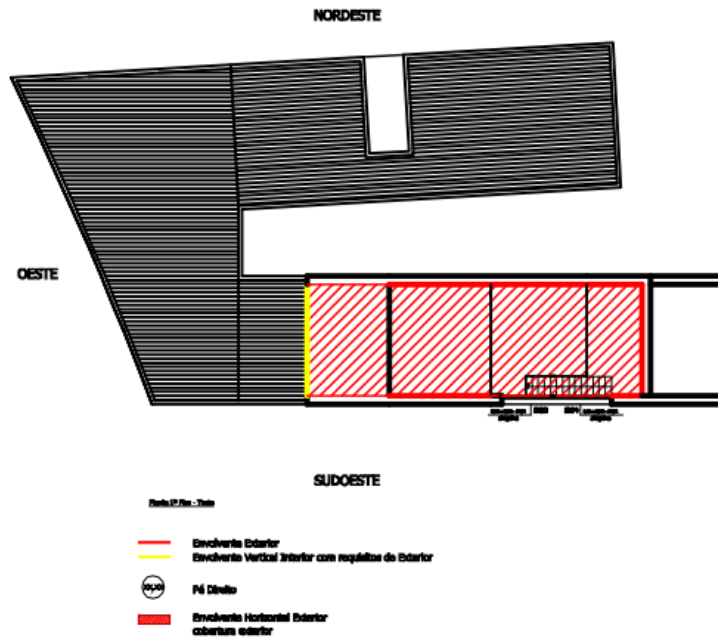 NORDESTE
OESTE
SUDOESTE
Envolvente Exterior
Envolvente Vertical Interior com requisitos de Exterior
Pé Direito
Envolvente Horizontal Exterior
cobertura exterior